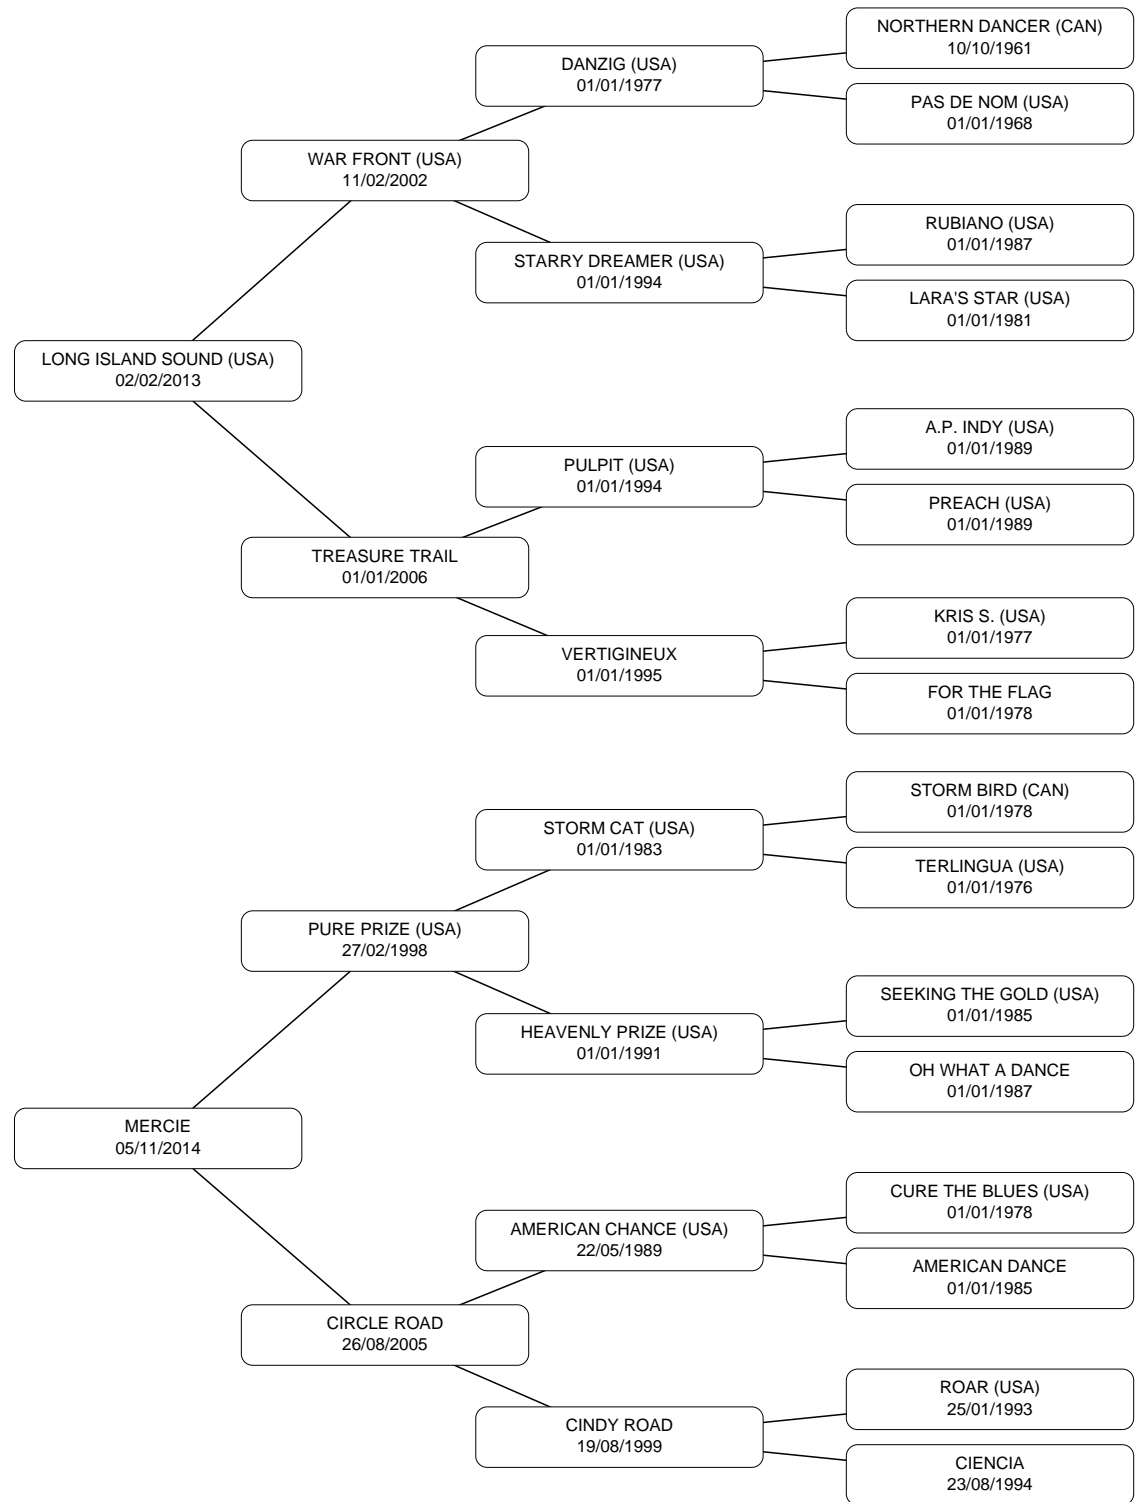 NORTHERN DANCER (CAN)
10/10/1961
DANZIG (USA)
01/01/1977
PAS DE NOM (USA)
01/01/1968
WAR FRONT (USA)
11/02/2002
RUBIANO (USA)
01/01/1987
STARRY DREAMER (USA)
01/01/1994
LARA'S STAR (USA)
01/01/1981
LONG ISLAND SOUND (USA)
02/02/2013
A.P. INDY (USA)
01/01/1989
PULPIT (USA)
01/01/1994
PREACH (USA)
01/01/1989
TREASURE TRAIL
01/01/2006
KRIS S. (USA)
01/01/1977
VERTIGINEUX
01/01/1995
FOR THE FLAG
01/01/1978
STORM BIRD (CAN)
01/01/1978
STORM CAT (USA)
01/01/1983
TERLINGUA (USA)
01/01/1976
PURE PRIZE (USA)
27/02/1998
SEEKING THE GOLD (USA)
01/01/1985
HEAVENLY PRIZE (USA)
01/01/1991
OH WHAT A DANCE
01/01/1987
MERCIE
05/11/2014
CURE THE BLUES (USA)
01/01/1978
AMERICAN CHANCE (USA)
22/05/1989
AMERICAN DANCE
01/01/1985
CIRCLE ROAD
26/08/2005
ROAR (USA)
25/01/1993
CINDY ROAD
19/08/1999
CIENCIA
23/08/1994